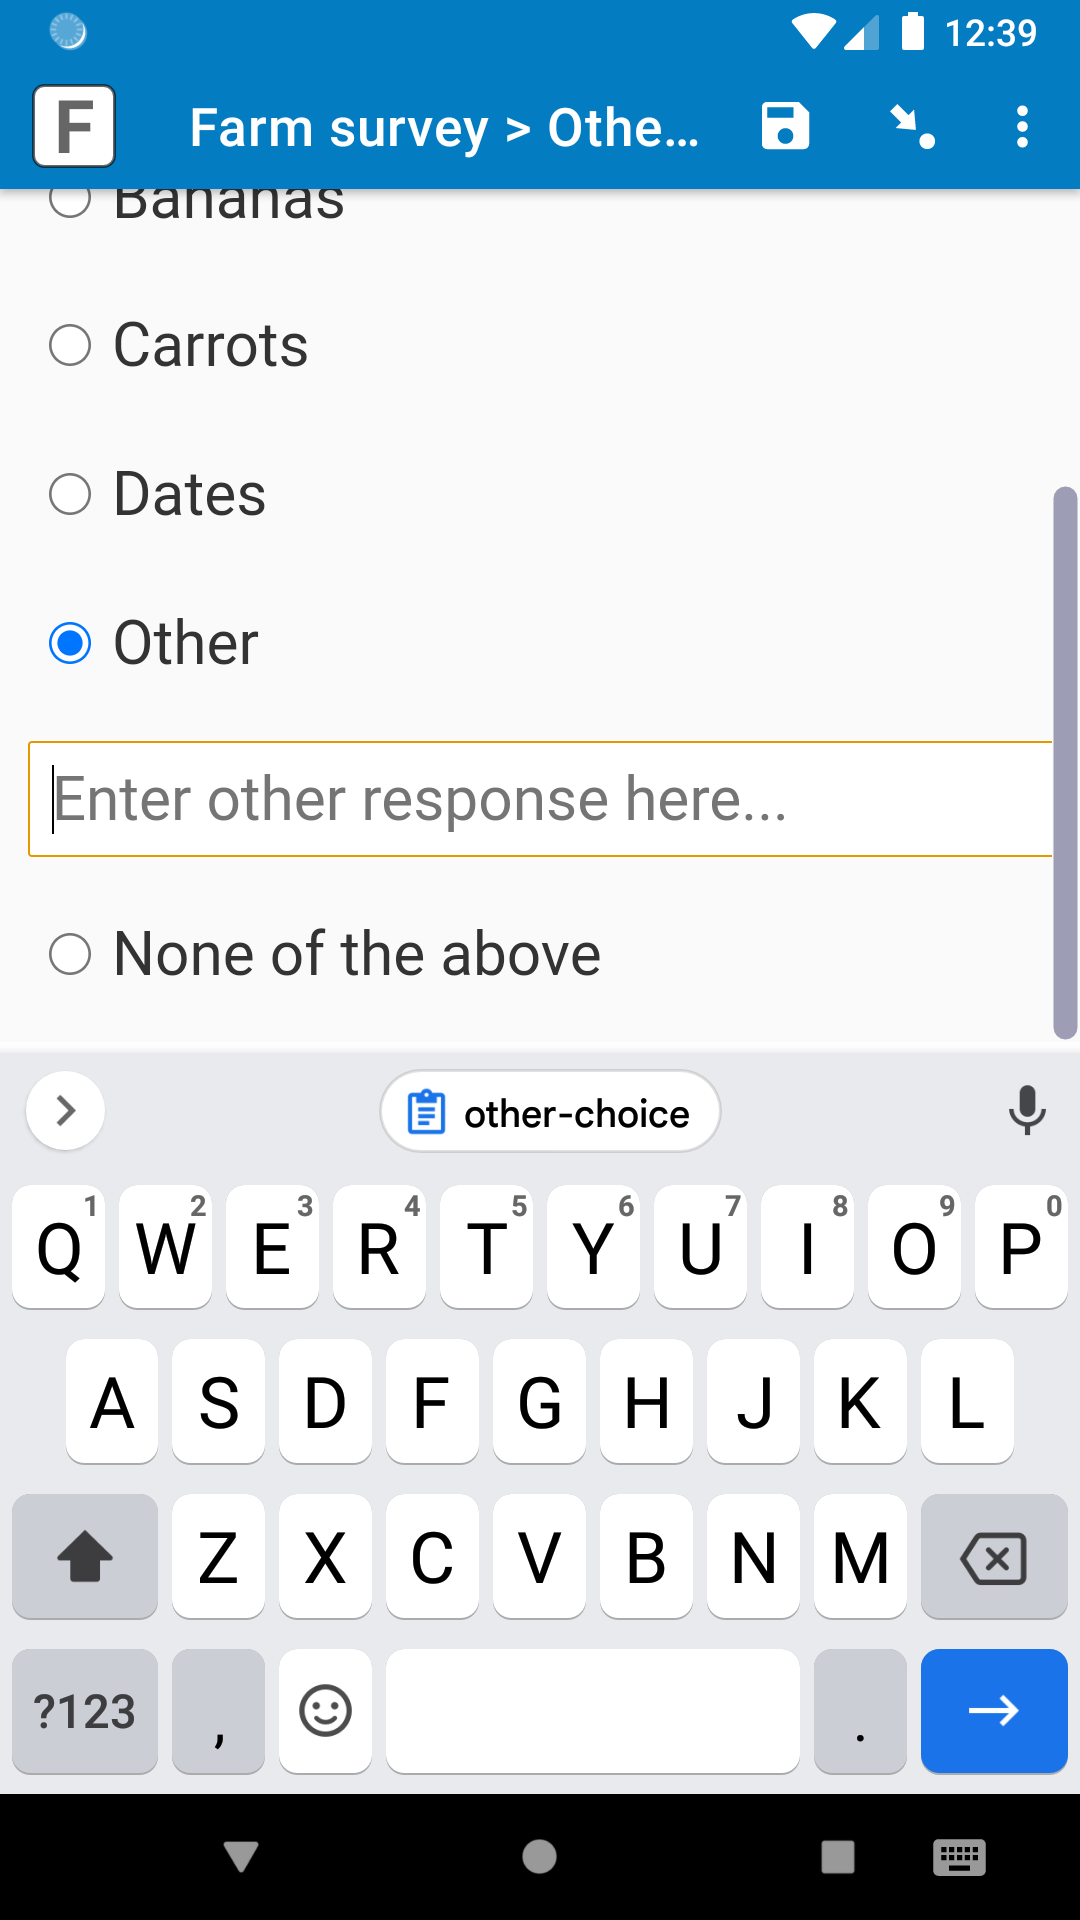 12:39
F
Farm survey > Othe...
Bananas
Carrots
Dates
Other
Enter other response here...
None of the above
other-choice
1 2 3 4 5 6 7 8 9 0
Q W E R T Y U I O P
A S D F G H J K L
Z X C V B N M
?123 , .